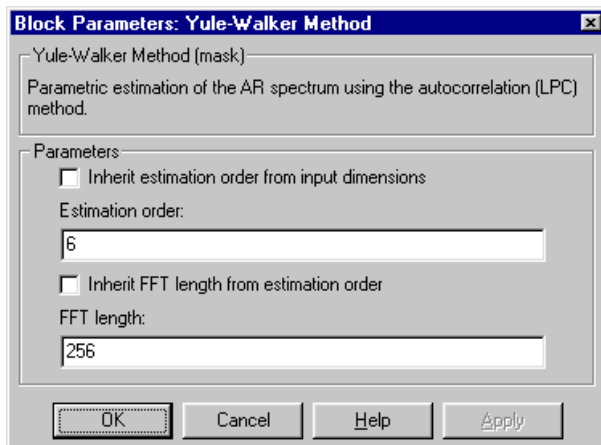 Block Parameters: Yule-Walker Method
Yule-Walker Method (mask)
Parametric estimation of the AR spectrum using the autocorrelation (LPC)
method.
Parameters
Inherit estimation order from input dimensions
Estimation order:
6
Inherit FFT length from estimation order
FFT length:
256
OK Cancel Help Apply